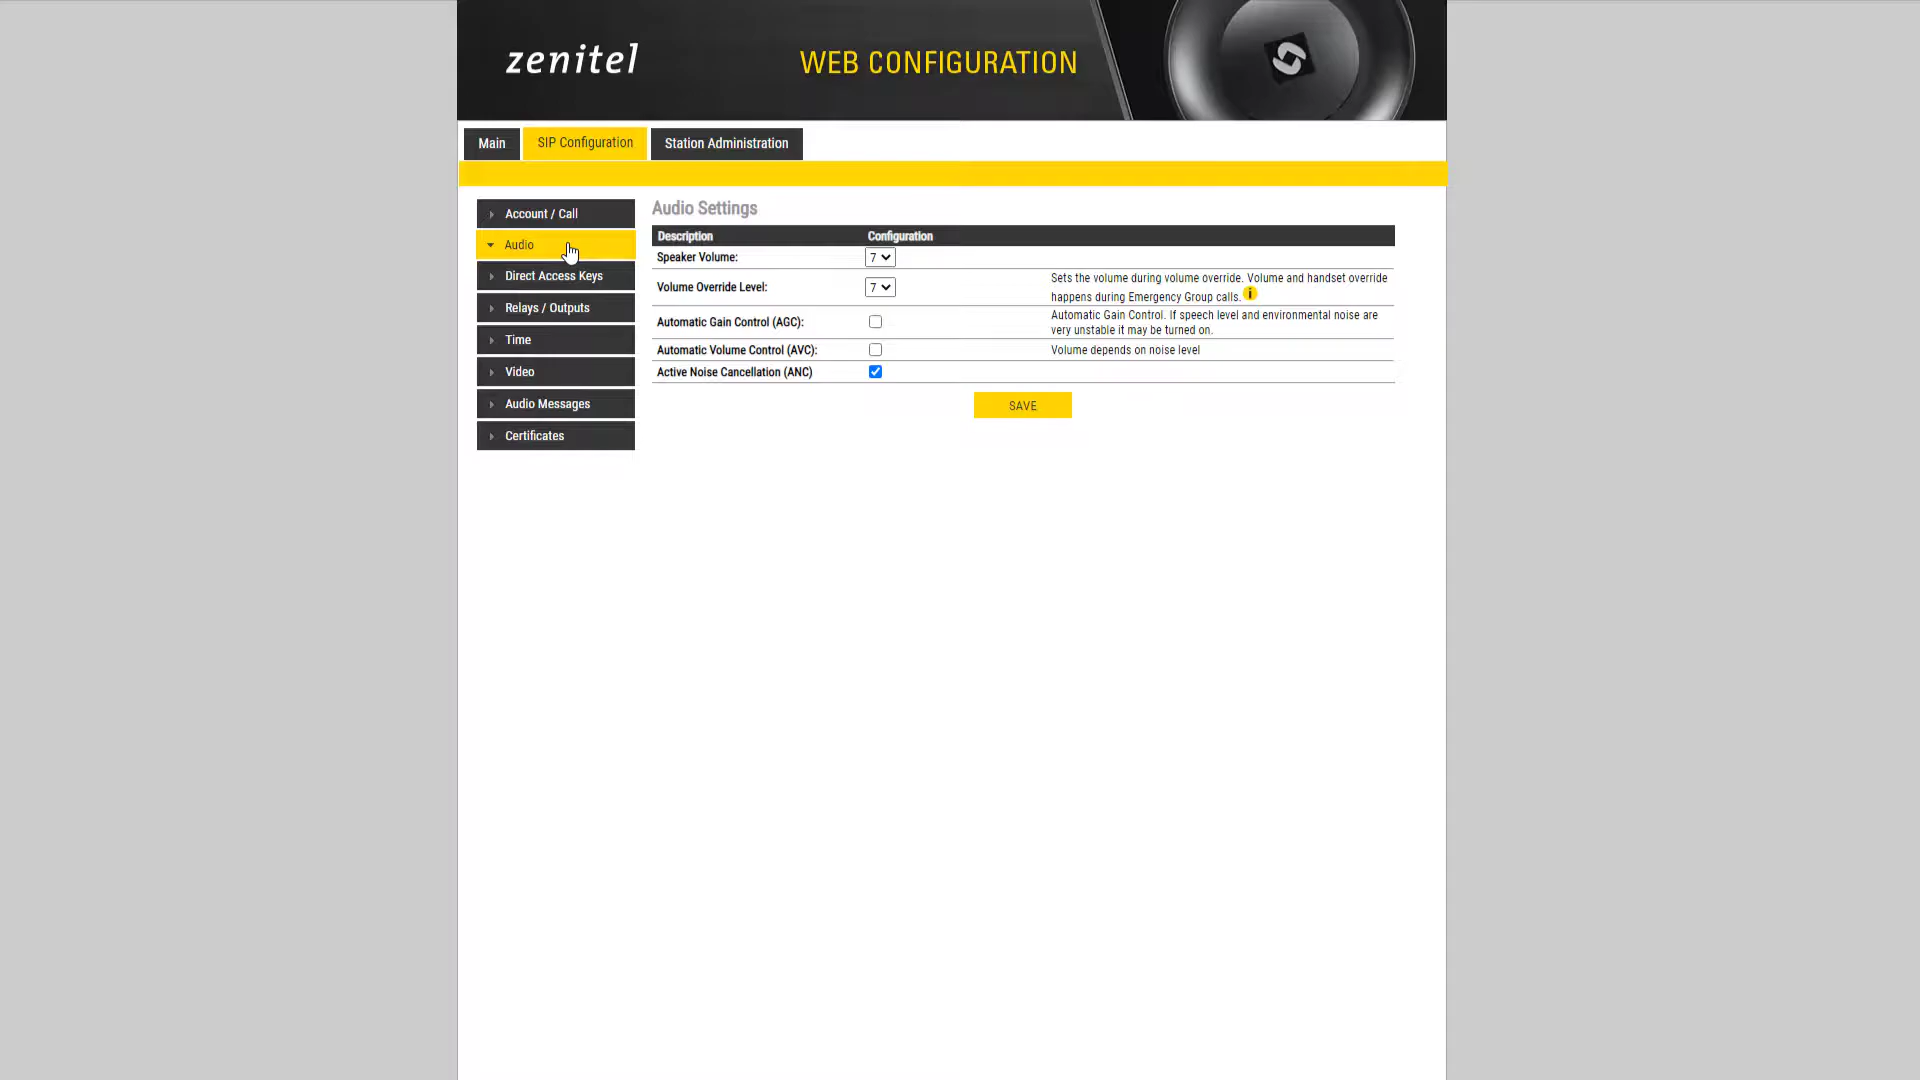 zenitel
WEB CONFIGURATION
Main
SIP Configuration
Station Administration
Account / Call
Audio
Direct Access Keys
Relays / Outputs
Time
Video
Audio Messages
Certificates
Audio Settings
Description Configuration
Speaker Volume: 7
Volume Override Level: 7 Sets the volume during volume override. Volume and handset override
happens during Emergency Group calls. i
Automatic Gain Control (AGC): Automatic Gain Control. If speech level and environmental noise are
very unstable it may be turned on.
Automatic Volume Control (AVC): Volume depends on noise level
Active Noise Cancellation (ANC)
SAVE